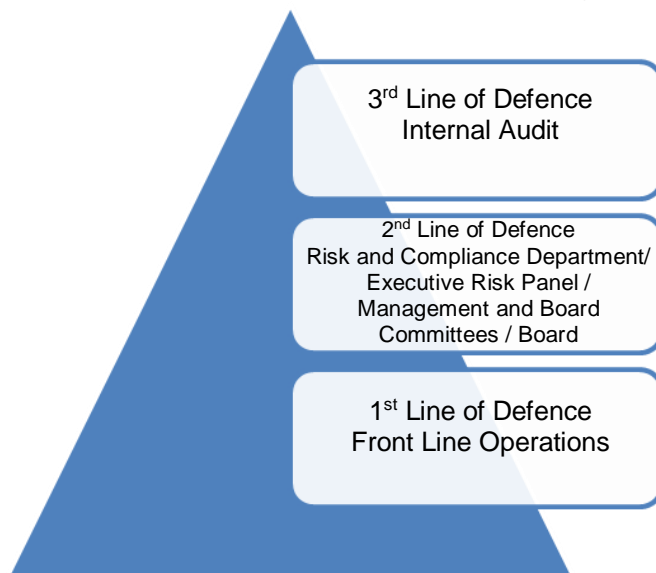 3rd Line of Defence
Internal Audit
2nd Line of Defence
Risk and Compliance Department/
Executive Risk Panel /
Management and Board
Committees / Board
1st Line of Defence
Front Line Operations